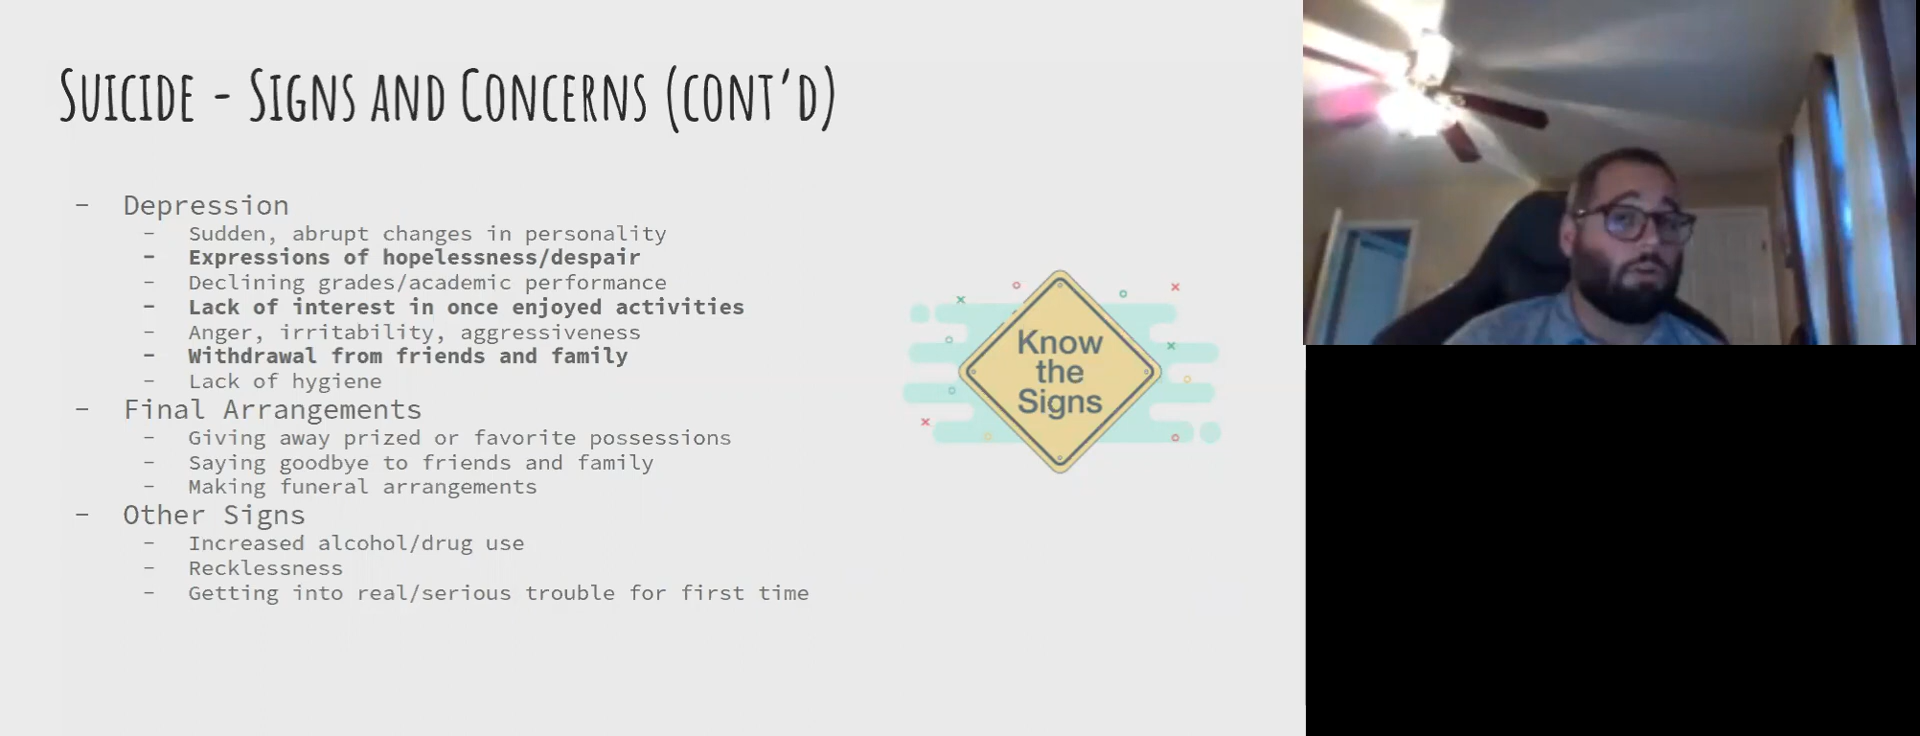 Suicide - Signs and Concerns (cont'd)
- Depression
- Sudden, abrupt changes in personality
- Expressions of hopelessness/despair
- Declining grades/academic performance
- Lack of interest in once enjoyed activities
- Anger, irritability, aggressiveness
- Withdrawal from friends and family
- Lack of hygiene
- Final Arrangements
- Giving away prized or favorite possessions
- Saying goodbye to friends and family
- Making funeral arrangements
- Other Signs
- Increased alcohol/drug use
- Recklessness
- Getting into real/serious trouble for first time
Know
the
Signs